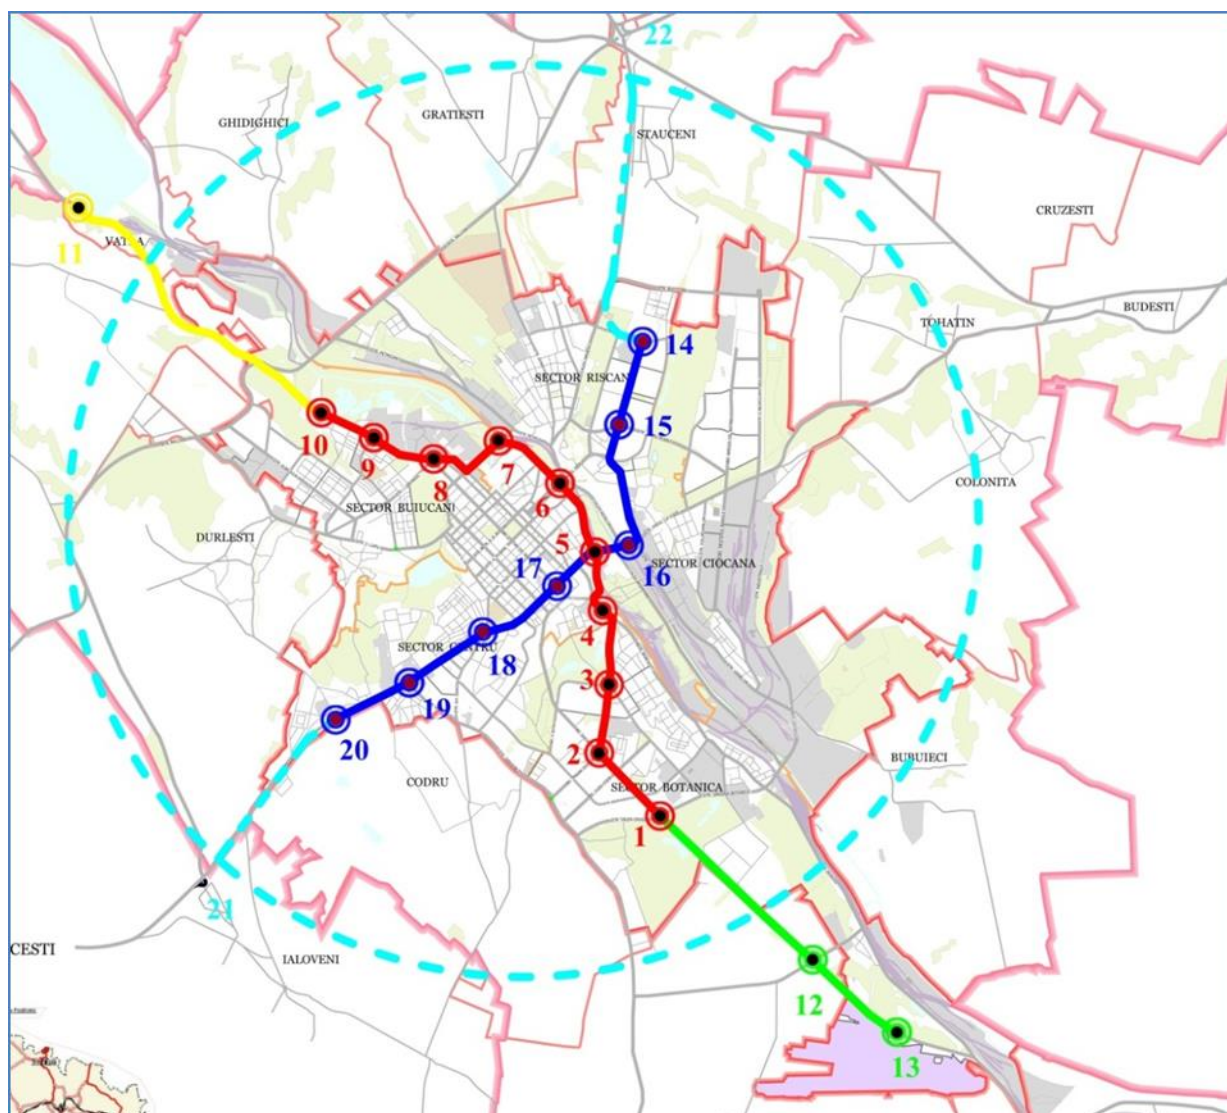 22
GRATIESTI
GHIDIGHICI
STAUCENI
CRUZESTI
VATRA
11
BUDESTI
TOHATIN
14
SECTOR RISCANI
15
10
9
8
7
6
COLONITA
SECTOR BUIUCANI
DURLESTI
5
16
SECTOR CIOCANA
17
4
SECTOR CENTRU
18
3
19
20
2
BUBUIECI
CODRU
SECTOR BOTANICA
1
21
CESTI
IALOVENI
12
13